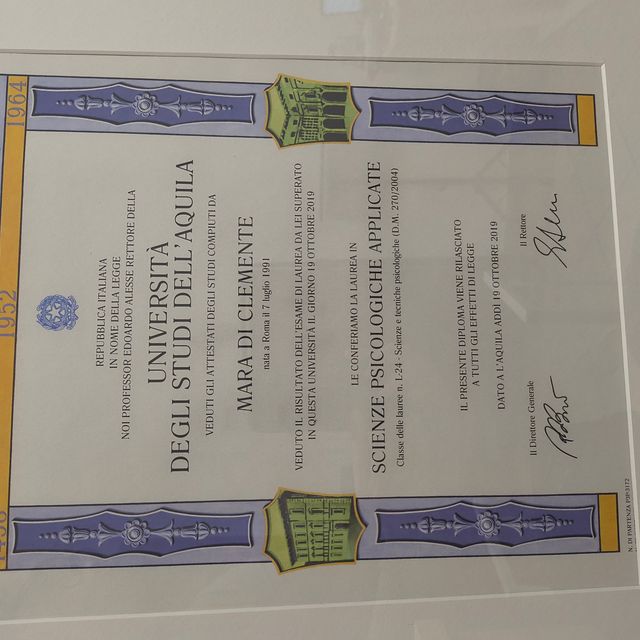 1964
1952
REPUBBLICA ITALIANA
IN NOME DELLA LEGGE
NOI PROFESSOR EDOARDO ALESSE RETTORE DELLA
UNIVERSITÀ
DEGLI STUDI DELL'AQUILA
VEDUTI GLI ATTESTATI DEGLI STUDI COMPIUTI DA
MARA DI CLEMENTE
nata a Roma il 7 luglio 1991
VEDUTO IL RISULTATO DELL'ESAME DI LAUREA DA LEI SUPERATO
IN QUESTA UNIVERSITÀ IL GIORNO 19 OTTOBRE 2019
LE CONFERIAMO LA LAUREA IN
SCIENZE PSICOLOGICHE APPLICATE
Classe delle lauree n. L-24 - Scienze e tecniche psicologiche (D.M. 270/2004)
IL PRESENTE DIPLOMA VIENE RILASCIATO
A TUTTI GLI EFFETTI DI LEGGE
DATO A L'AQUILA ADDÌ 19 OTTOBRE 2019
Il Direttore Generale
Il Rettore